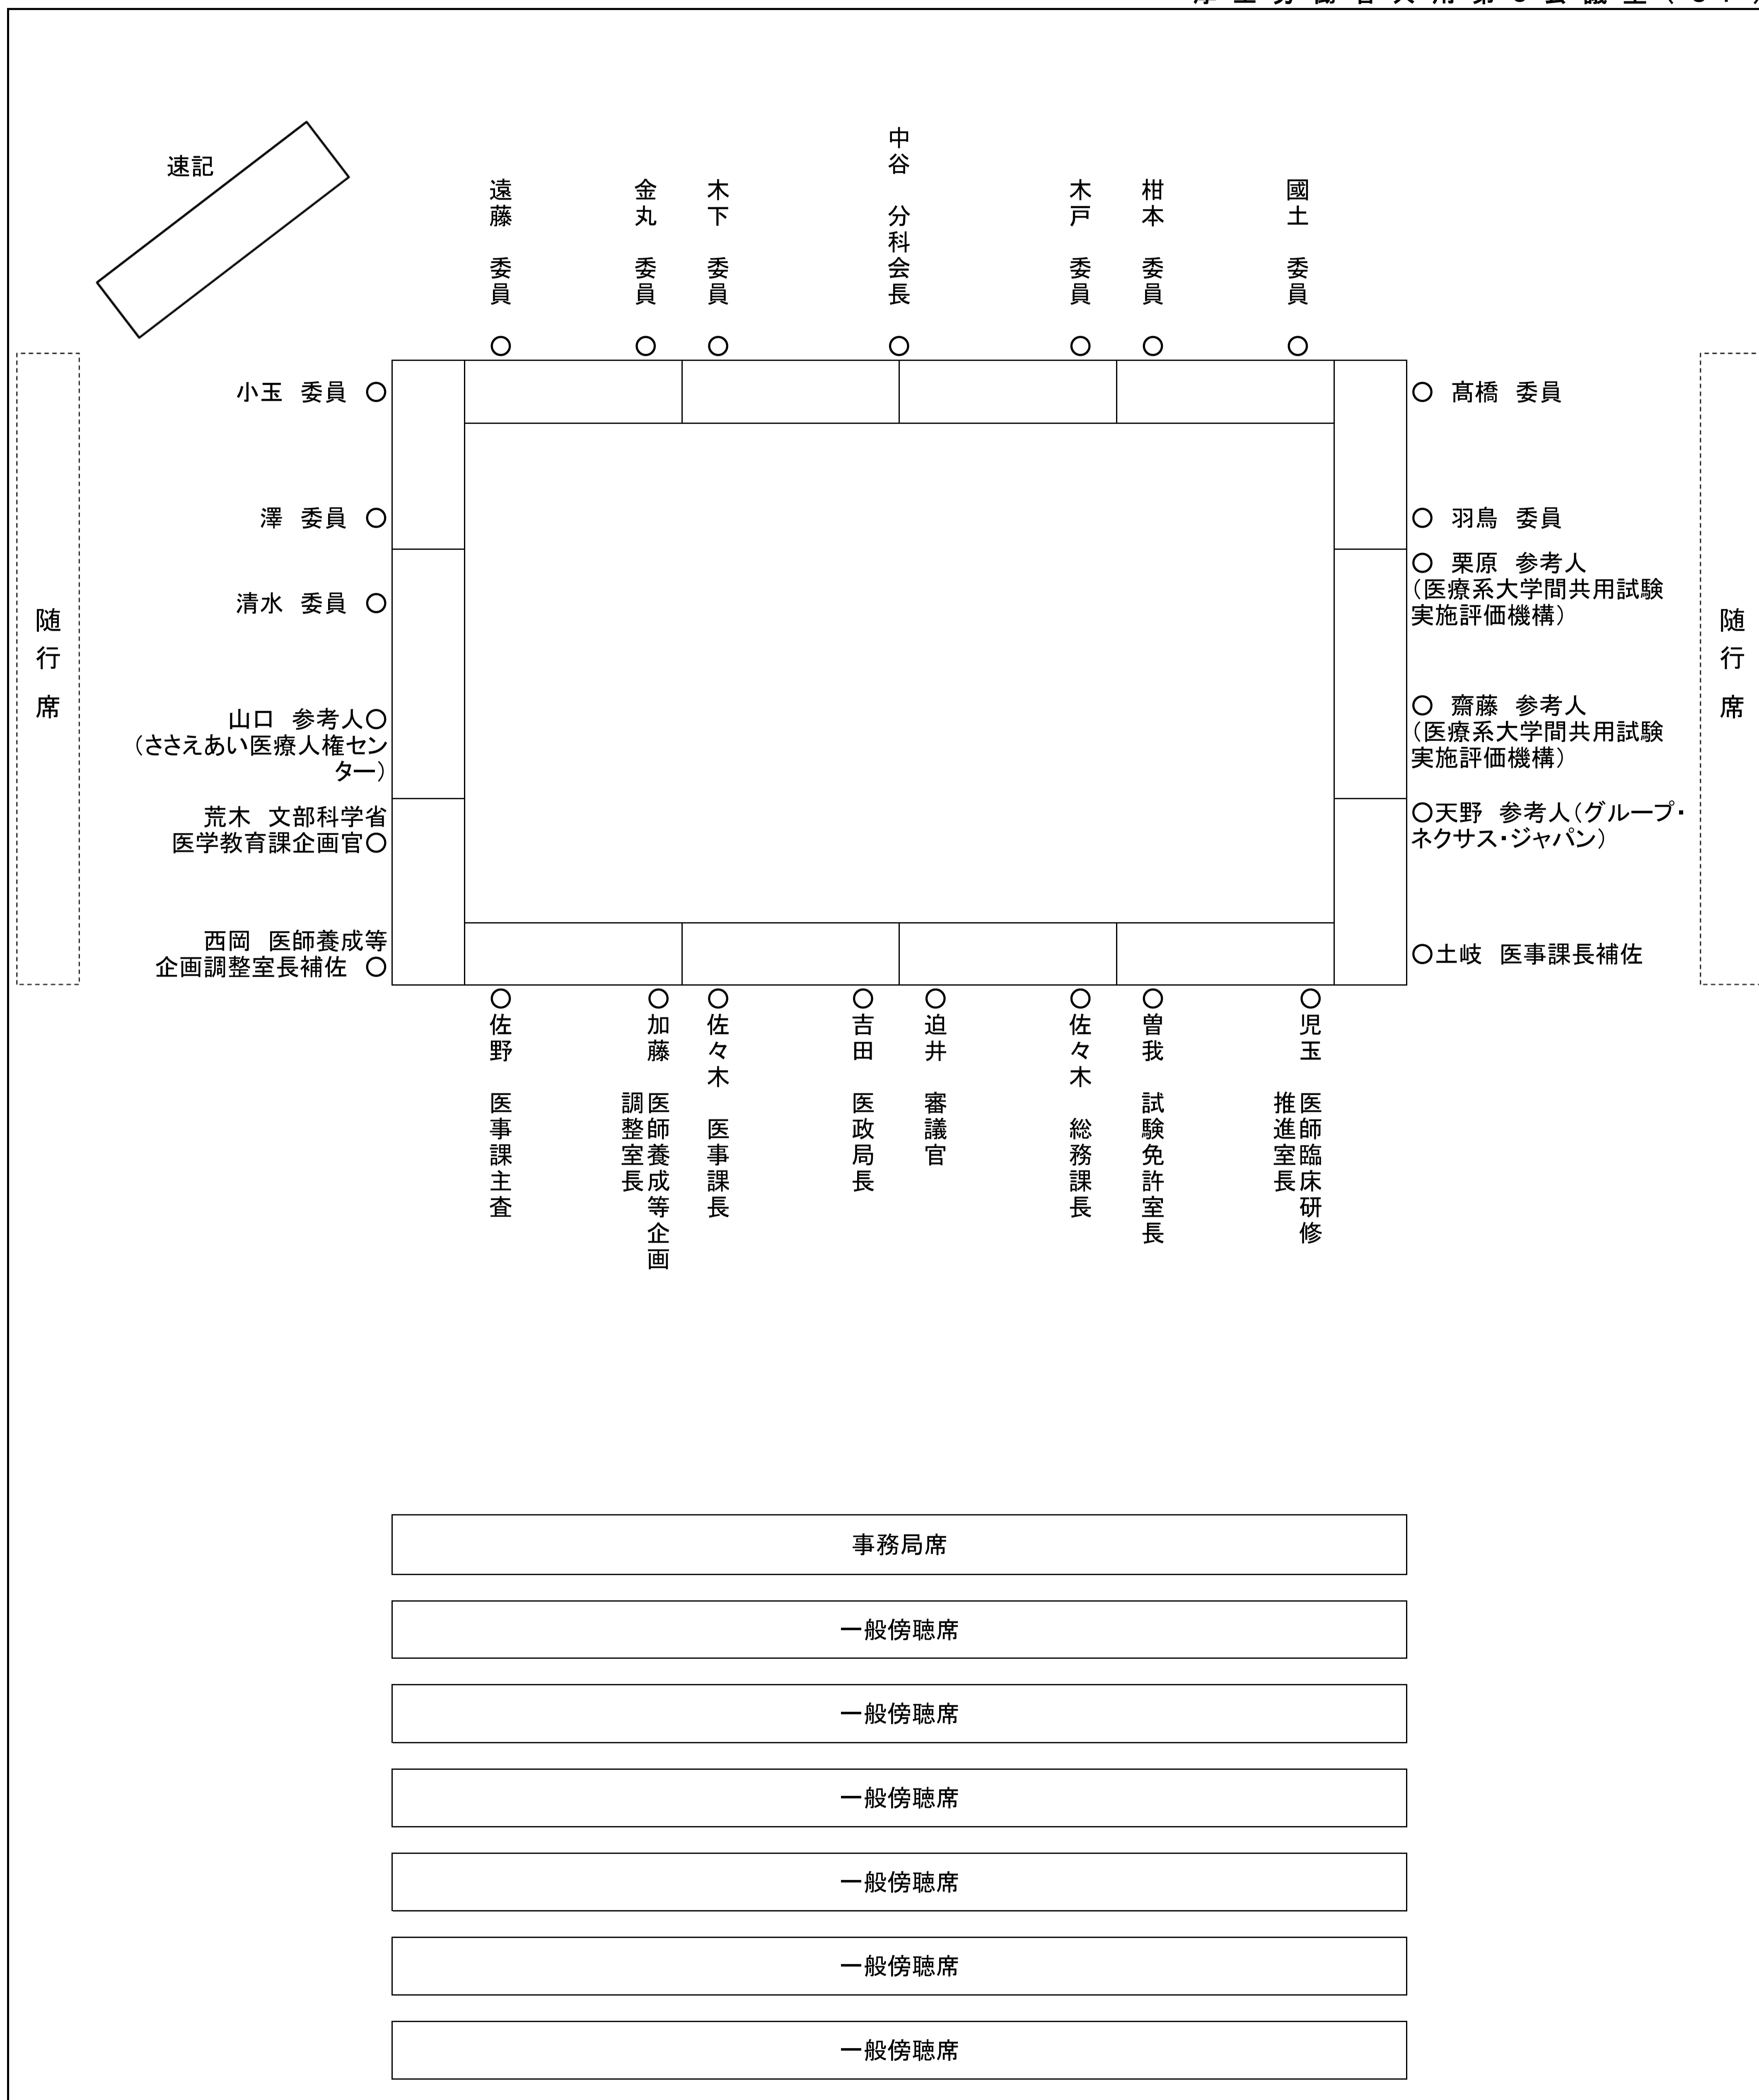 速記
遠藤　委員
金丸　委員
木下　委員
中谷　分科会長
木戸　委員
柑本　委員
國土　委員
小玉　委員
澤　委員
清水　委員
山口　参考人
（ささえあい医療人権セン
ター）
荒木　文部科学省
医学教育課企画官
西岡　医師養成等
企画調整室長補佐
髙橋　委員
羽鳥　委員
栗原　参考人
（医療系大学間共用試験
実施評価機構）
齋藤　参考人
（医療系大学間共用試験
実施評価機構）
天野　参考人（グループ・
ネクサス・ジャパン）
土岐　医事課長補佐
随行席
随行席
佐野　医事課主査
加藤　医師養成等企画
調整室長
佐々木　医事課長
吉田　医政局長
迫井　審議官
佐々木　総務課長
曽我　試験免許室長
児玉　医師臨床研修
推進室長
事務局席
一般傍聴席
一般傍聴席
一般傍聴席
一般傍聴席
一般傍聴席
一般傍聴席